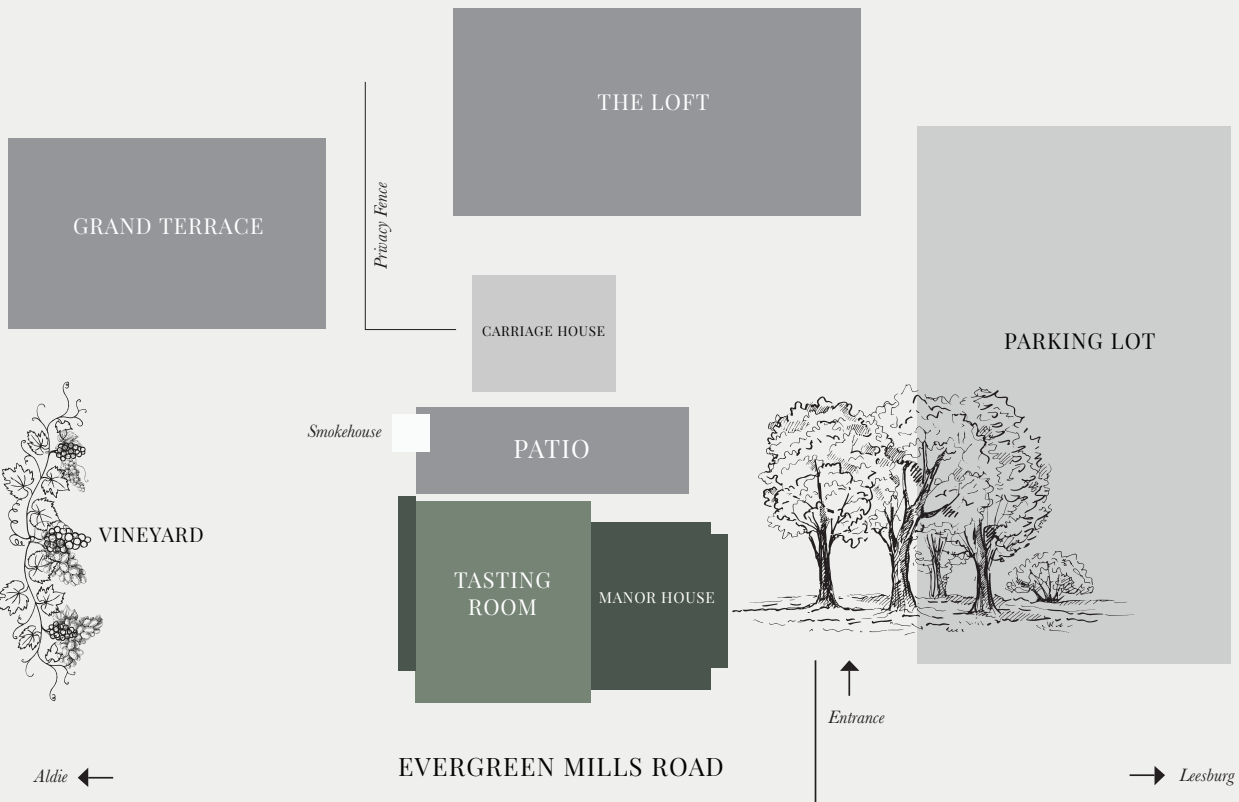 THE LOFT
GRAND TERRACE
Privacy Fence
CARRIAGE HOUSE
PARKING LOT
Smokehouse
PATIO
VINEYARD
TASTING
ROOM
MANOR HOUSE
Entrance
EVERGREEN MILLS ROAD
Aldie
Leesburg